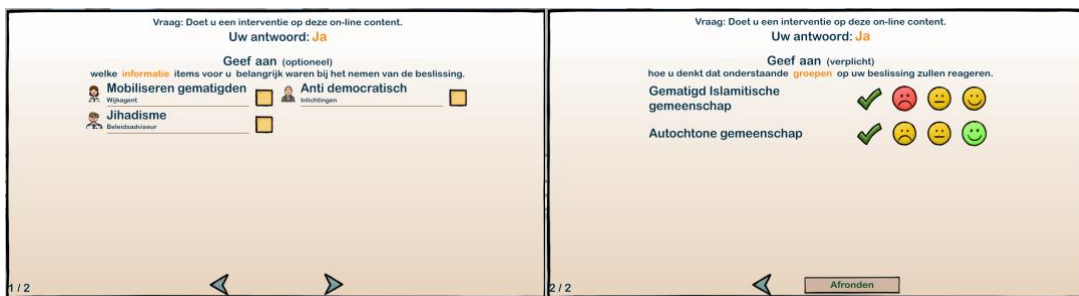 Vraag: Doet u een interventie op deze on-line content.
Uw antwoord: Ja
Geef aan (optioneel)
welke informatie items voor u belangrijk waren bij het nemen van de beslissing.
Mobiliseren gematigden
Wijkagent
Anti democratisch
Inlichtingen
Jihadisme
Beleidsadviseur
1 / 2
Vraag: Doet u een interventie op deze on-line content.
Uw antwoord: Ja
Geef aan (verplicht)
hoe u denkt dat onderstaande groepen op uw beslissing zullen reageren.
Gematigd Islamitische
gemeenschap
Autochtone gemeenschap
2 / 2
Afronden